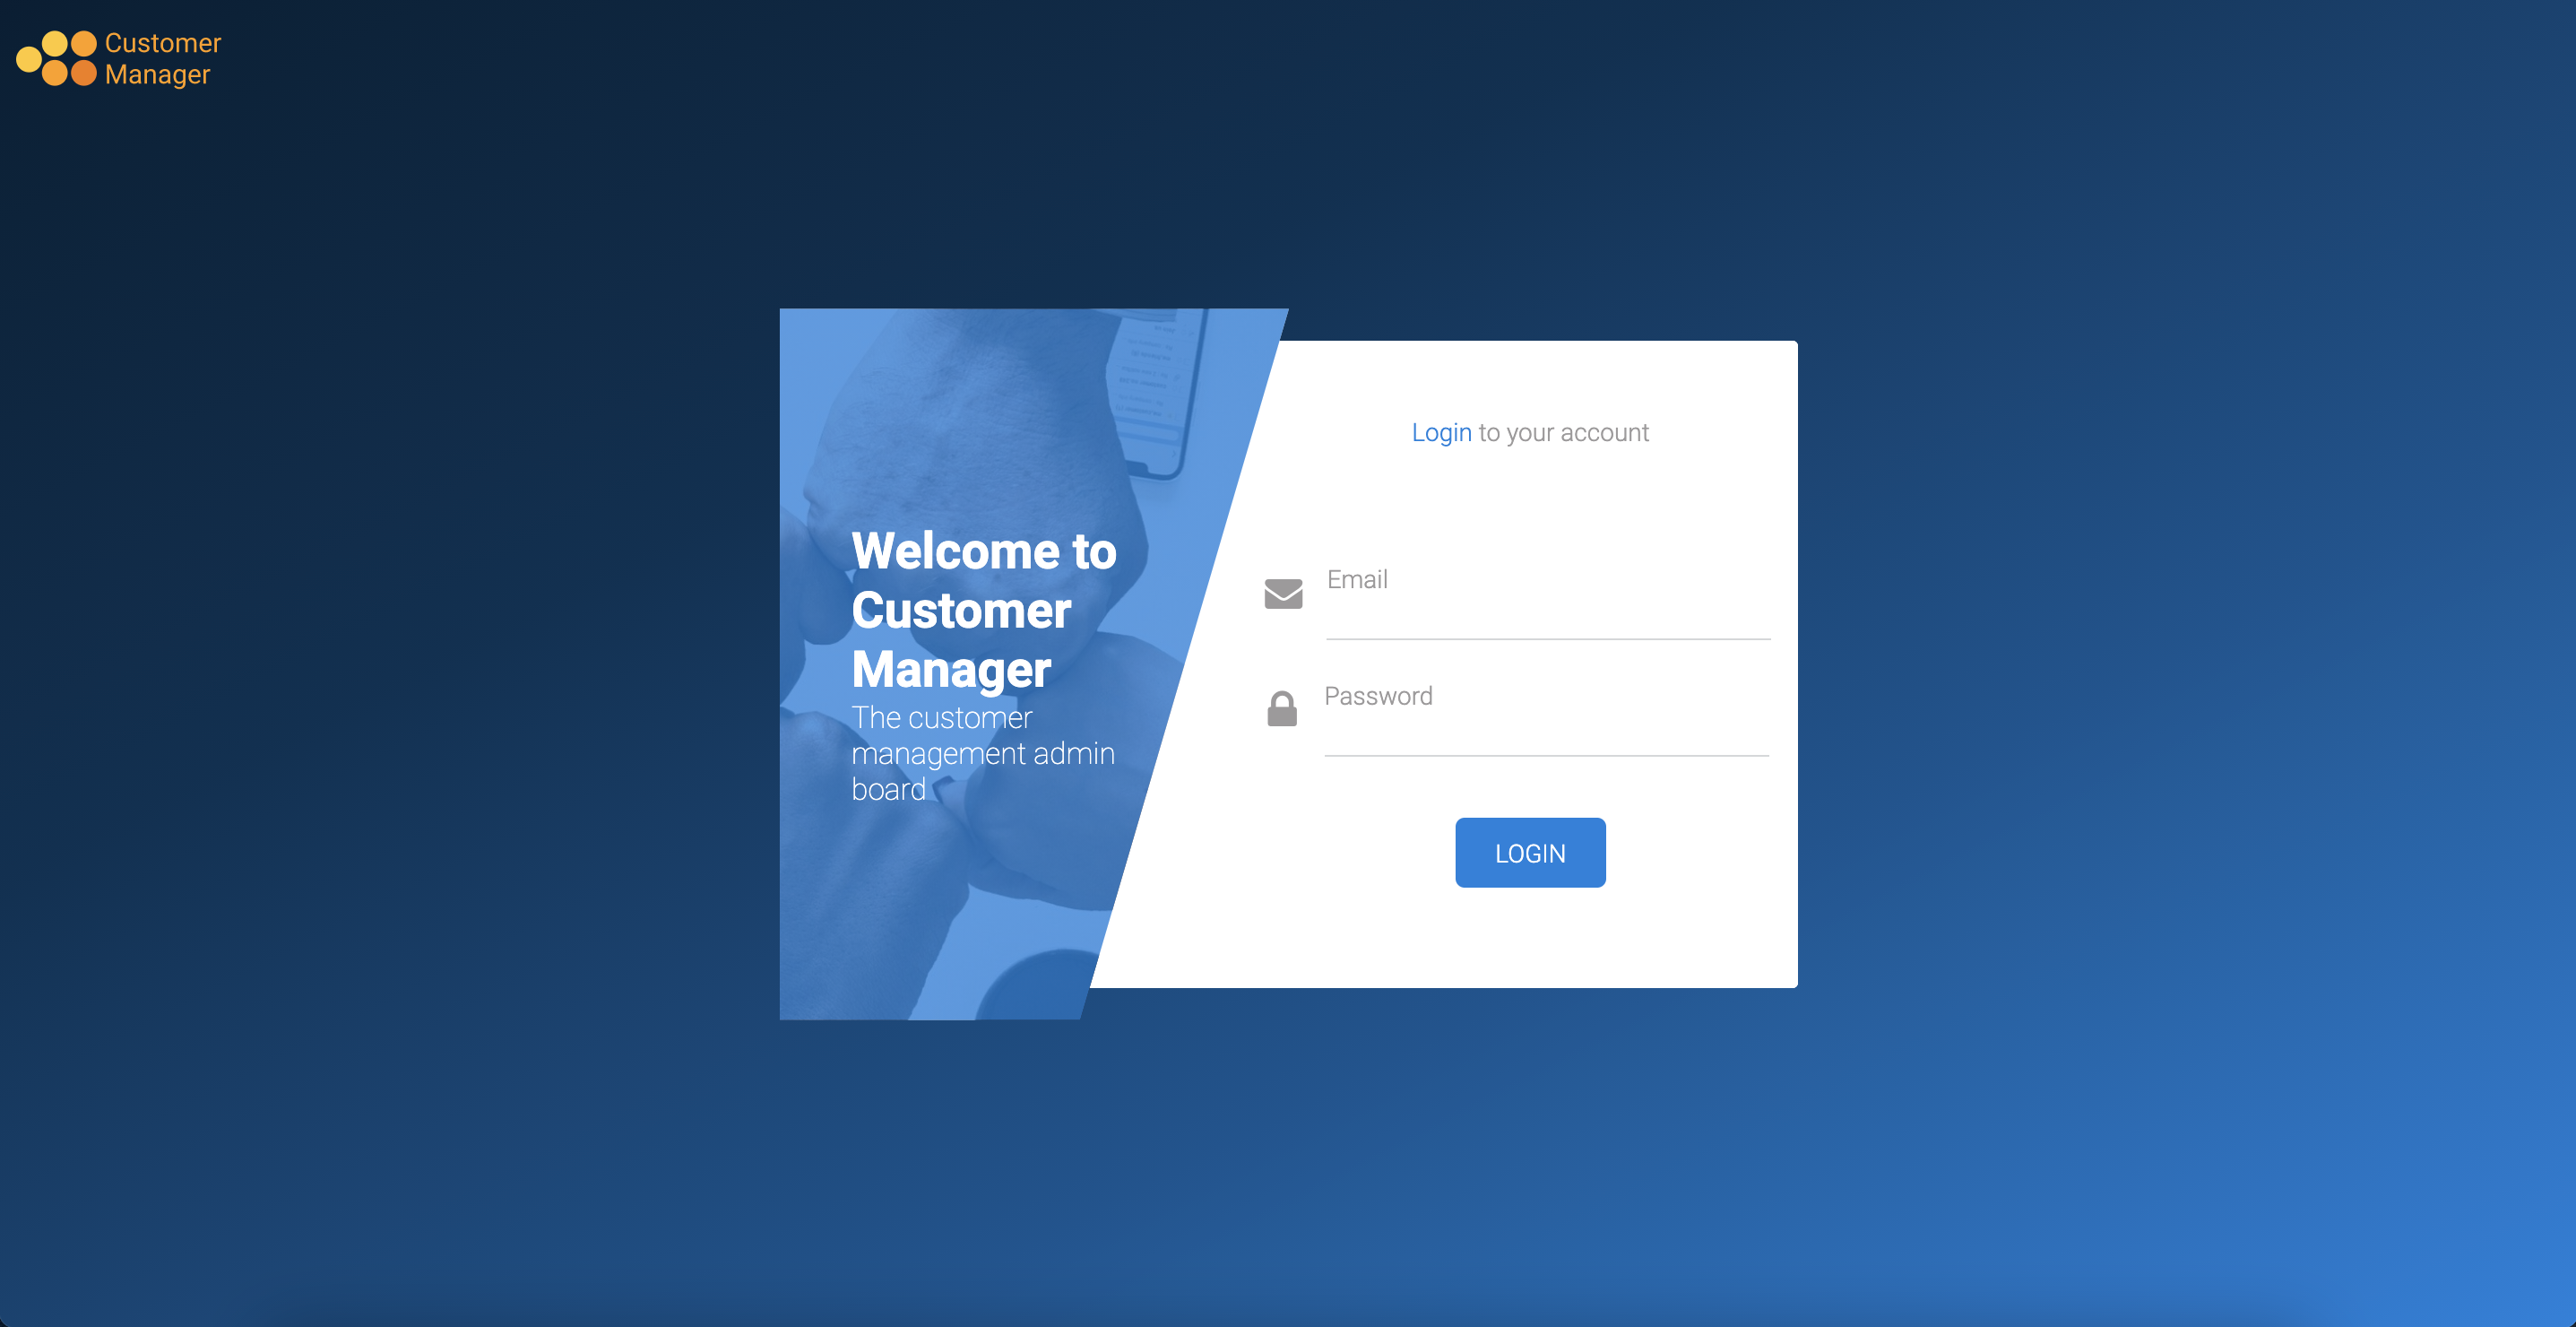 Customer
Manager
Welcome to
Customer
Manager
The customer
management admin
board
Login to your account
Email
Password
LOGIN